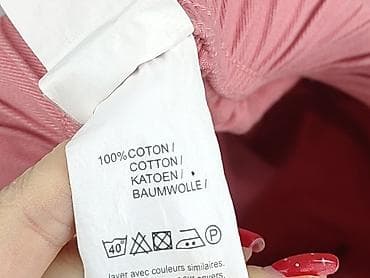 100% COTON /
COTTON /
KATOEN /
BAUMWOLLE /
40°
P
laver avec couleurs similaires.